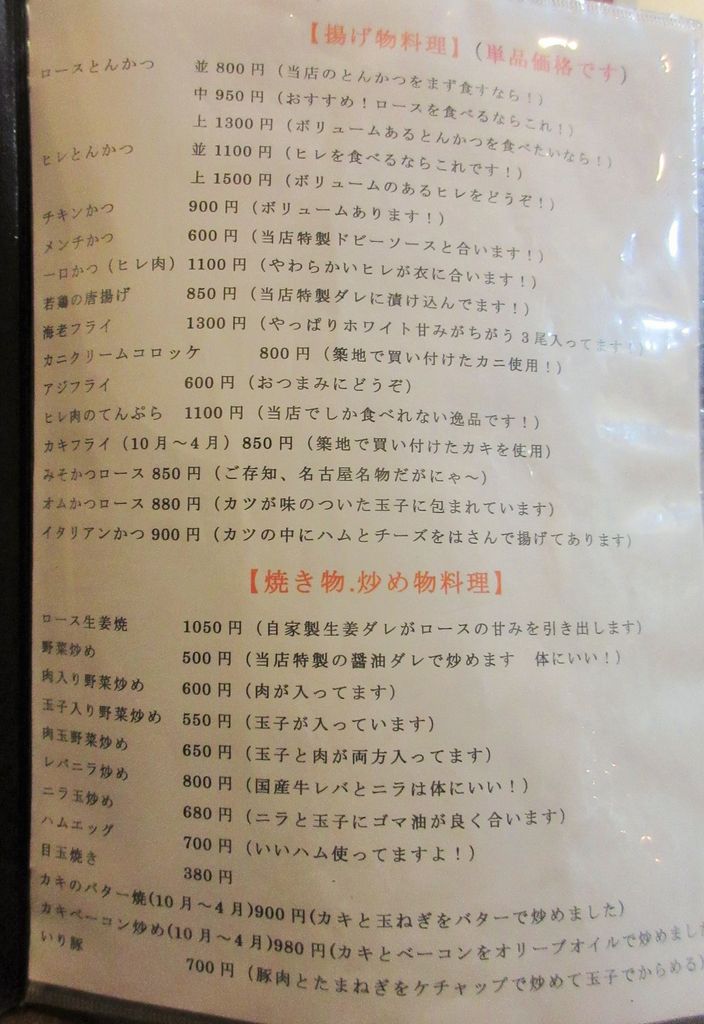 【揚げ物料理】(単品価格です)
ロースとんかつ 並 800 円 (当店のとんかつをまず食すなら!)
中 950 円 (おすすめ!ロースを食べるならこれ!)
上 1300 円 (ボリュームあるとんかつを食べたいなら!)
ヒレとんかつ 並 1100 円 (ヒレを食べるならこれです!)
上 1500 円 (ボリュームのあるヒレをどうぞ!)
チキンかつ 900 円 (ボリュームあります!)
メンチかつ 600 円 (当店特製ドビーソースと合います!)
一口かつ (ヒレ肉) 1100 円 (やわらかいヒレが衣に合います!)
若鶏の唐揚げ 850 円 (当店特製ダレに漬け込んでます!)
海老フライ 1300 円 (やっぱりホワイト甘みがちがう 3 尾入ってます!)
カニクリームコロッケ 800 円 (築地で買い付けたカニ使用!)
アジフライ 600 円 (おつまみにどうぞ)
ヒレ肉のてんぷら 1100 円 (当店でしか食べれない逸品です!)
カキフライ (10 月~4 月) 850 円 (築地で買い付けたカキを使用)
みそかつロース 850 円 (ご存知、名古屋名物だがにゃ~)
オムかつロース 880 円 (カツが味のついた玉子に包まれています)
イタリアンかつ 900 円 (カツの中にハムとチーズをはさんで揚げてあります)
【焼き物.炒め物料理】
ロース生姜焼 1050 円 (自家製生姜ダレがロースの甘みを引き出します)
野菜炒め 500 円 (当店特製の醤油ダレで炒めます 体にいい!)
肉入り野菜炒め 600 円 (肉が入ってます)
玉子入り野菜炒め 550 円 (玉子が入っています)
肉玉野菜炒め 650 円 (玉子と肉が両方入ってます)
レバニラ炒め 800 円 (国産牛レバとニラは体にいい!)
ニラ玉炒め 680 円 (ニラと玉子にゴマ油が良く合います)
ハムエッグ 700 円 (いいハム使ってますよ!)
目玉焼き 380 円
カキのバター焼(10 月~4 月)900 円(カキと玉ねぎをバターで炒めました)
カキベーコン炒め(10 月~4 月)980 円(カキとベーコンをオリーブオイルで炒めまし
いり豚 700 円 (豚肉とたまねぎをケチャップで炒めて玉子でからめる)